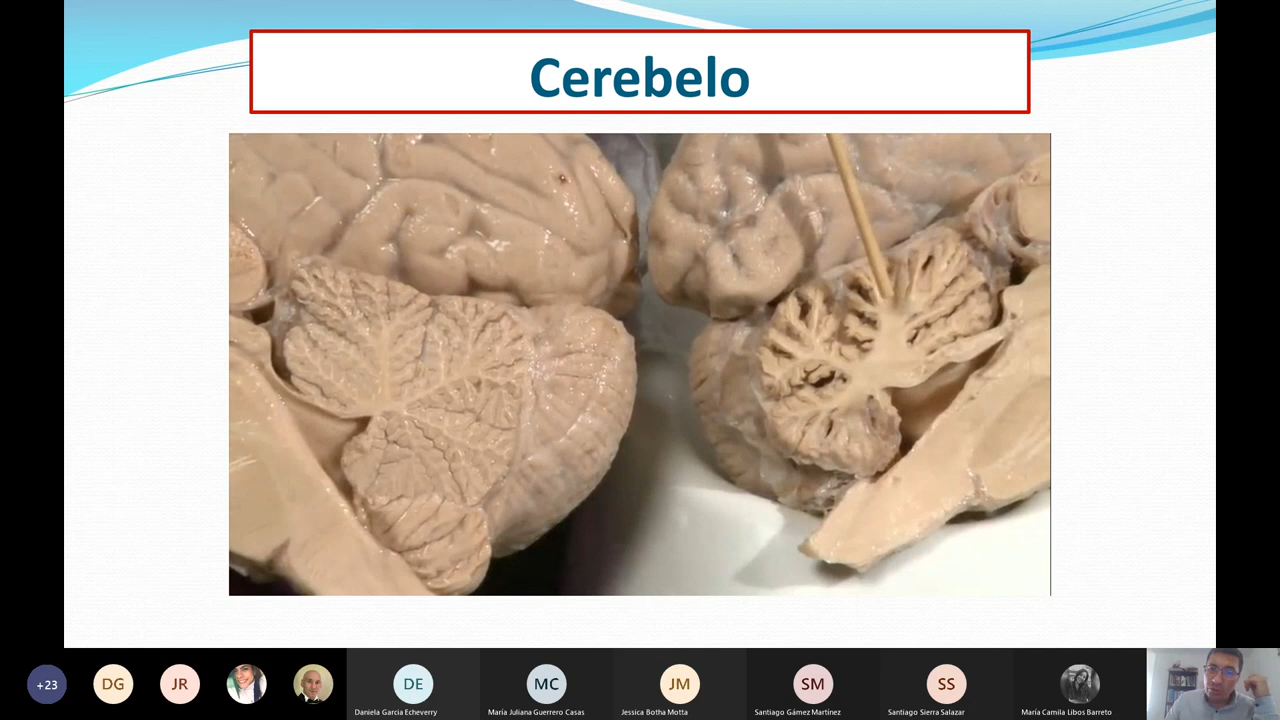 Cerebelo
+23
DG
JR
DE
MC
JM
SM
SS
Daniela Garcia Echeverry
María Juliana Guerrero Casas
Jessica Botha Motta
Santiago Gámez Martínez
Santiago Sierra Salazar
María Camila Libos Barreto